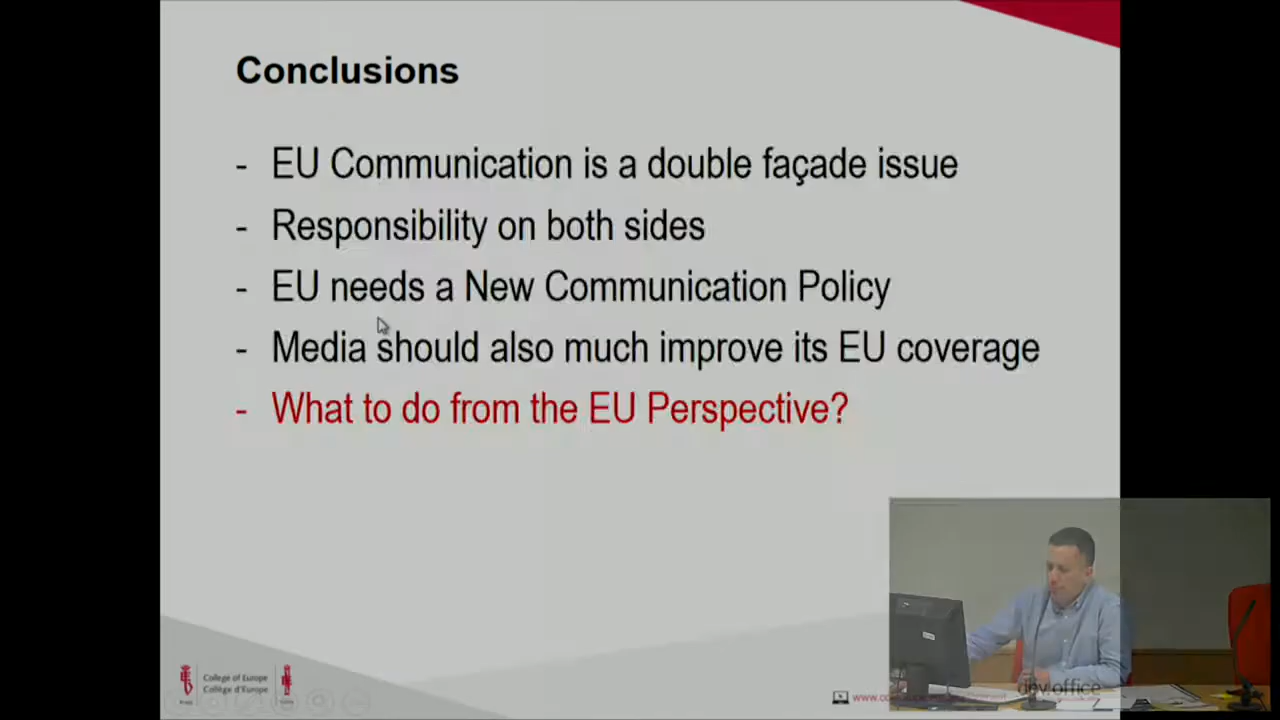 Conclusions
- EU Communication is a double façade issue
- Responsibility on both sides
- EU needs a New Communication Policy
- Media should also much improve its EU coverage
- What to do from the EU Perspective?
College of Europe
Collège d'Europe